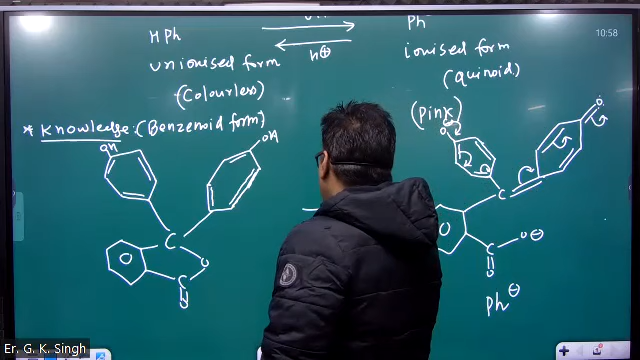 HPh
Ph
unionised form
ionised form
(Colourless)
(Quinoid)
* Knowledge: (Benzenoid form)
(Pink)
OH
OH
C
O
C
O
O
C
O
C
O ⊖
O
O
Ph ⊖
H ⊕
10:58
Er. G. K. Singh